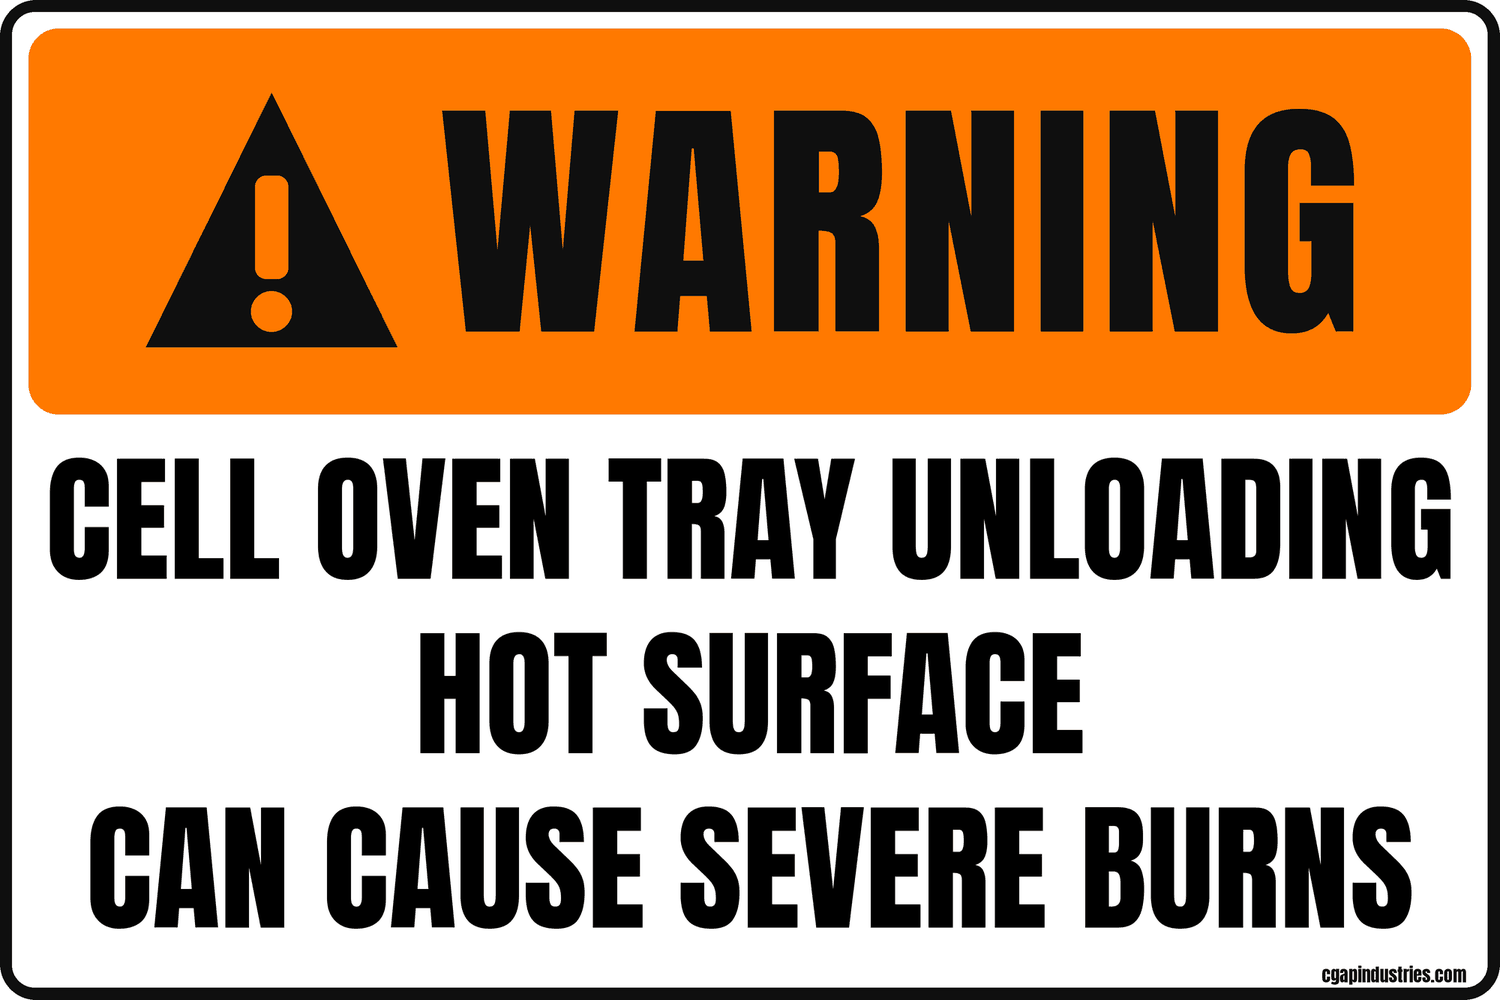 WARNING
CELL OVEN TRAY UNLOADING
HOT SURFACE
CAN CAUSE SEVERE BURNS
cgapindustries.com